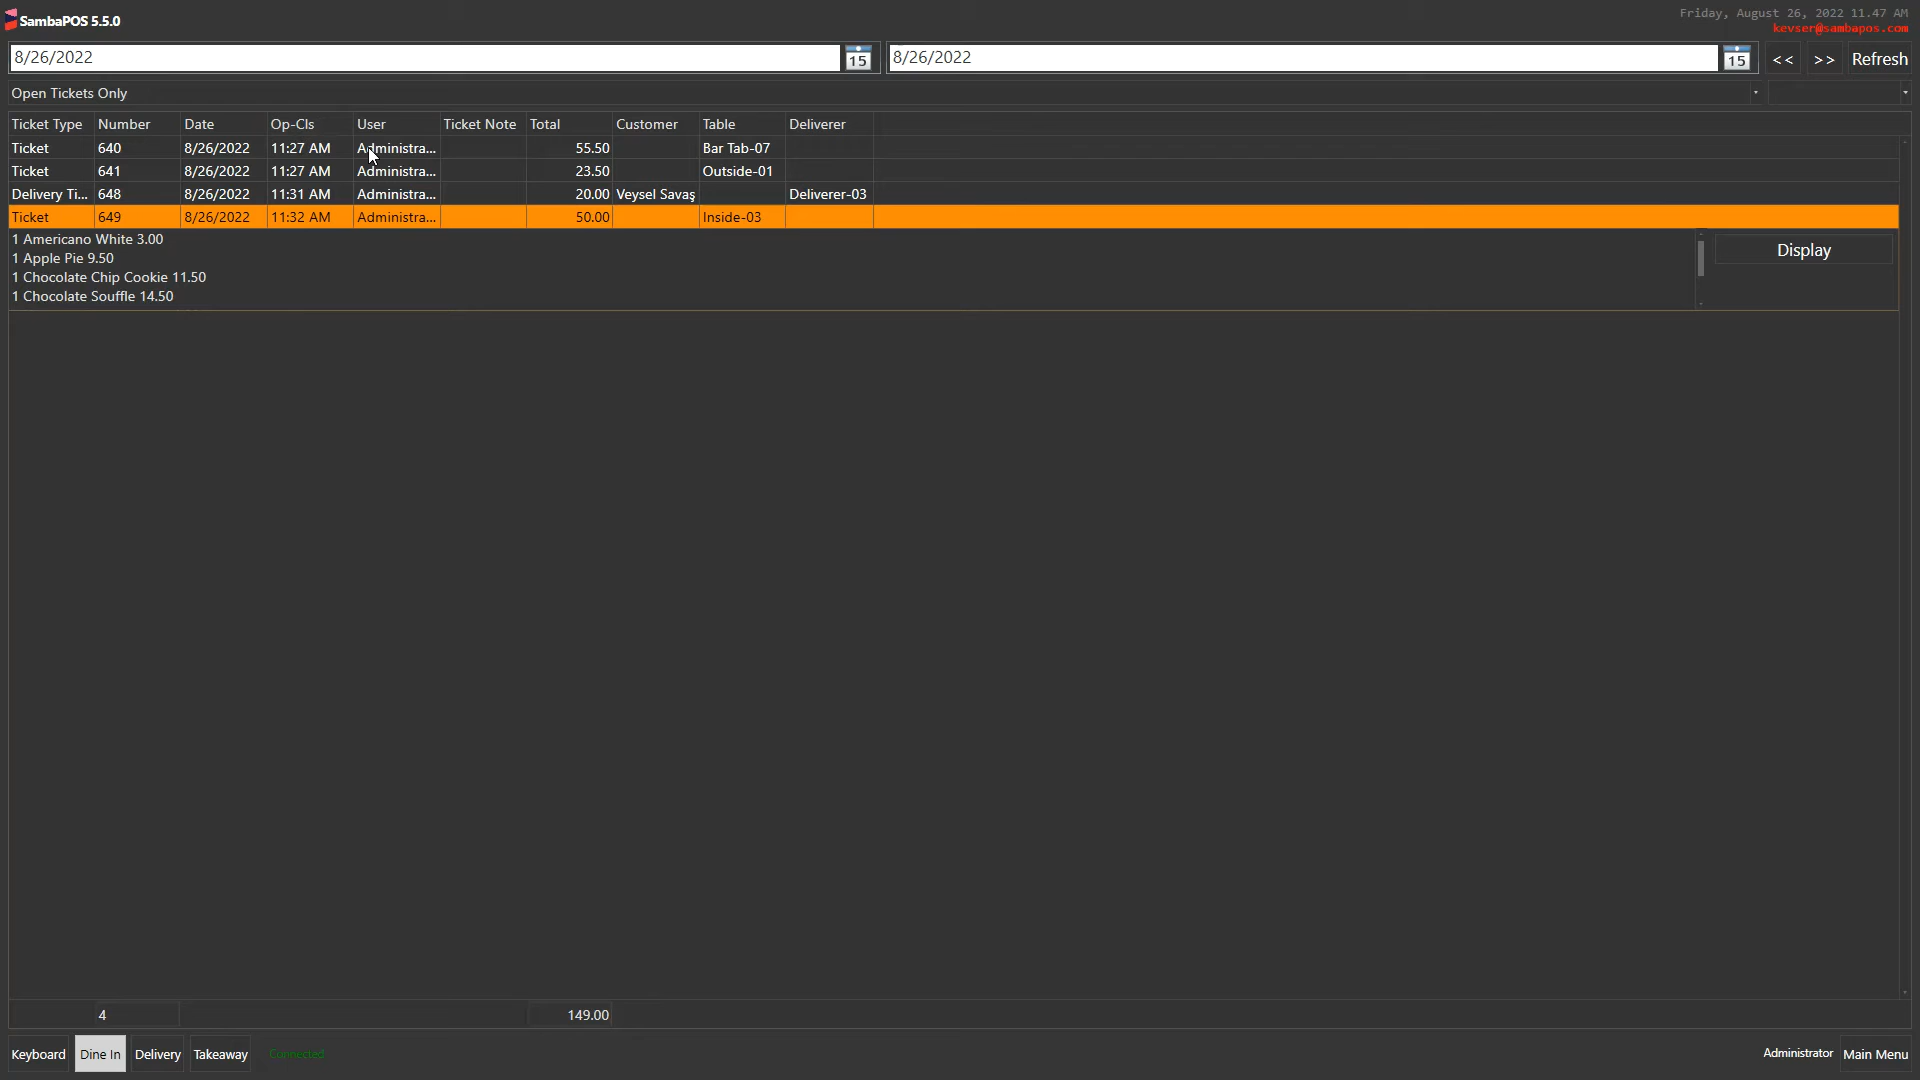 SambaPOS 5.5.0
Friday, August 26, 2022 11.47 AM
kevser@sambapos.com
8/26/2022 15 8/26/2022 15 << >> Refresh
Open Tickets Only
Ticket Type Number Date Op-Cls User Ticket Note Total Customer Table Deliverer
Ticket 640 8/26/2022 11:27 AM Administra... 55.50 Bar Tab-07
Ticket 641 8/26/2022 11:27 AM Administra... 23.50 Outside-01
Delivery Ti... 648 8/26/2022 11:31 AM Administra... 20.00 Veysel Savaş Deliverer-03
Ticket 649 8/26/2022 11:32 AM Administra... 50.00 Inside-03
1 Americano White 3.00
1 Apple Pie 9.50
1 Chocolate Chip Cookie 11.50
1 Chocolate Souffle 14.50
Display
4 149.00
Keyboard Dine In Delivery Takeaway Connected Administrator Main Menu